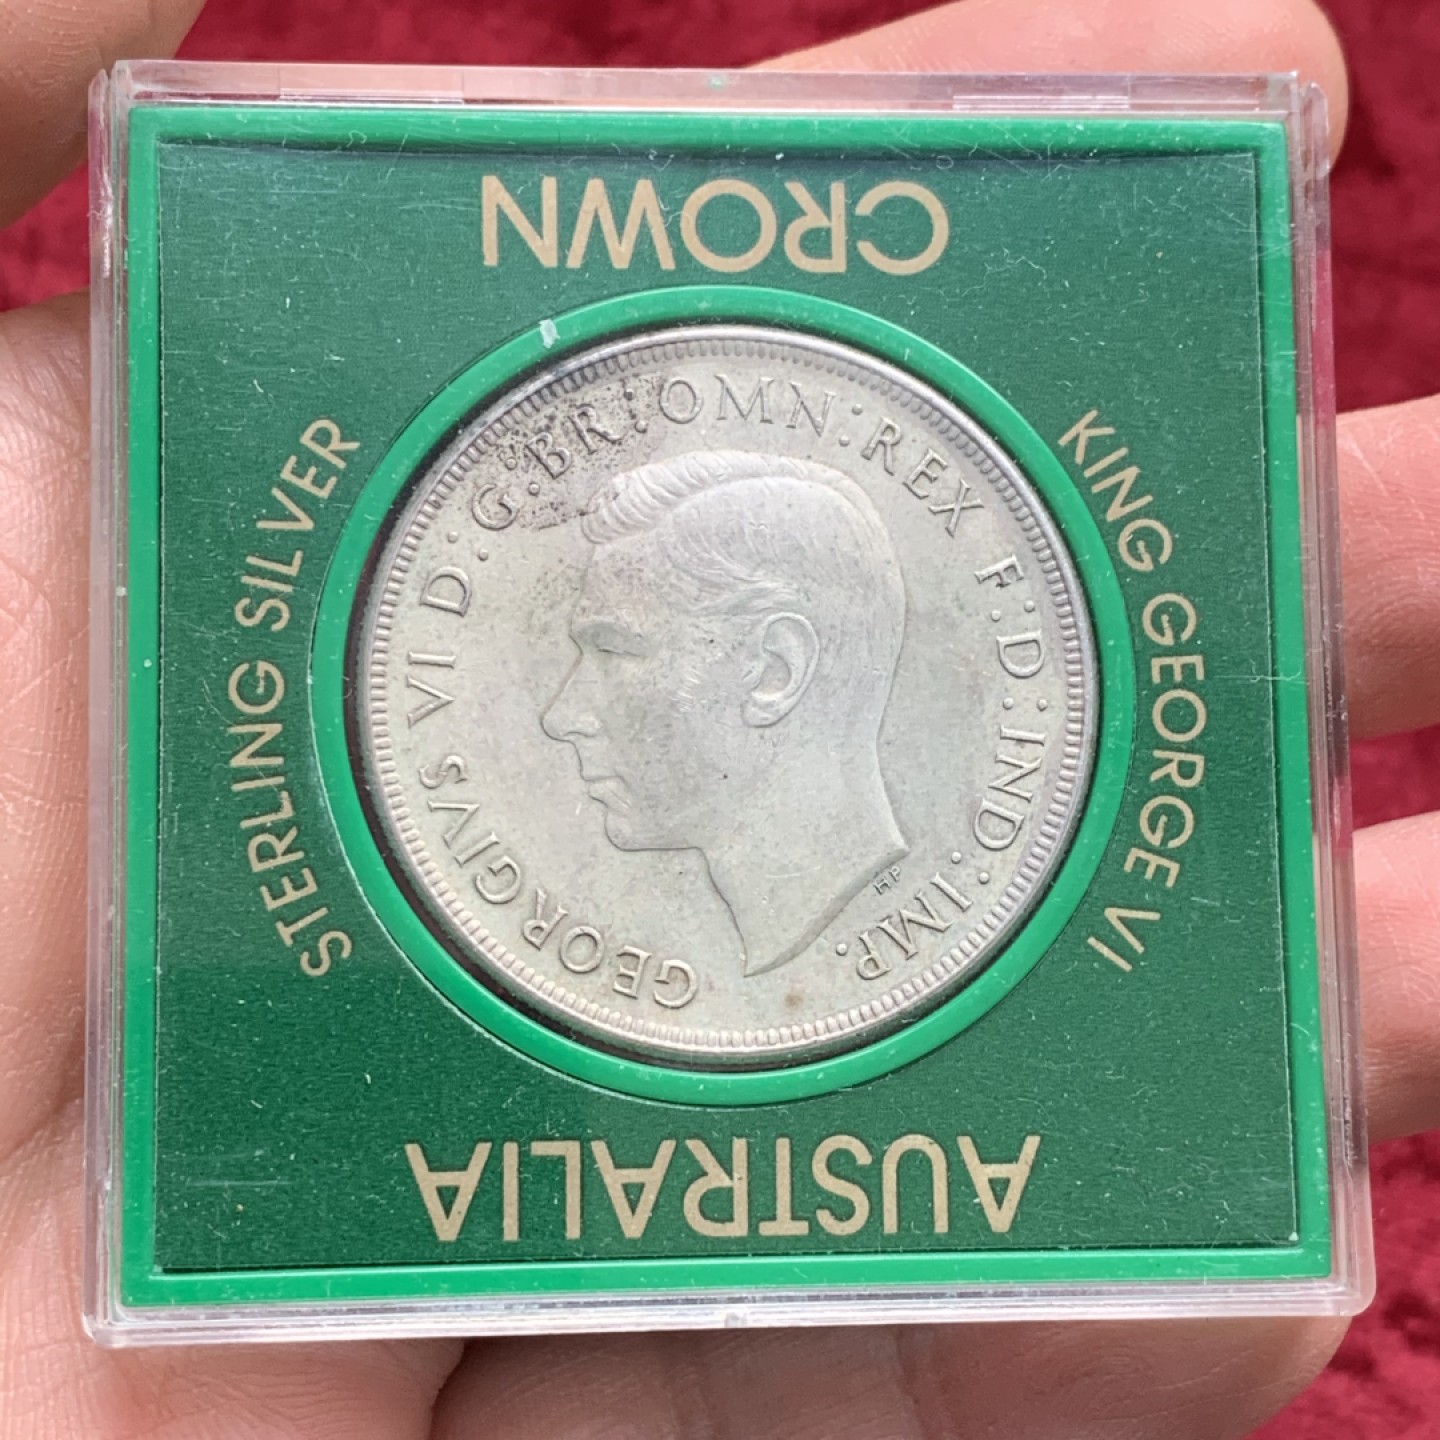 CROWN
STERLING SILVER
KING GEORGE VI
GEORGIVS VI D:G:BR:OMN:REX F:D:IND:IMP.
HP
AUSTRALIA